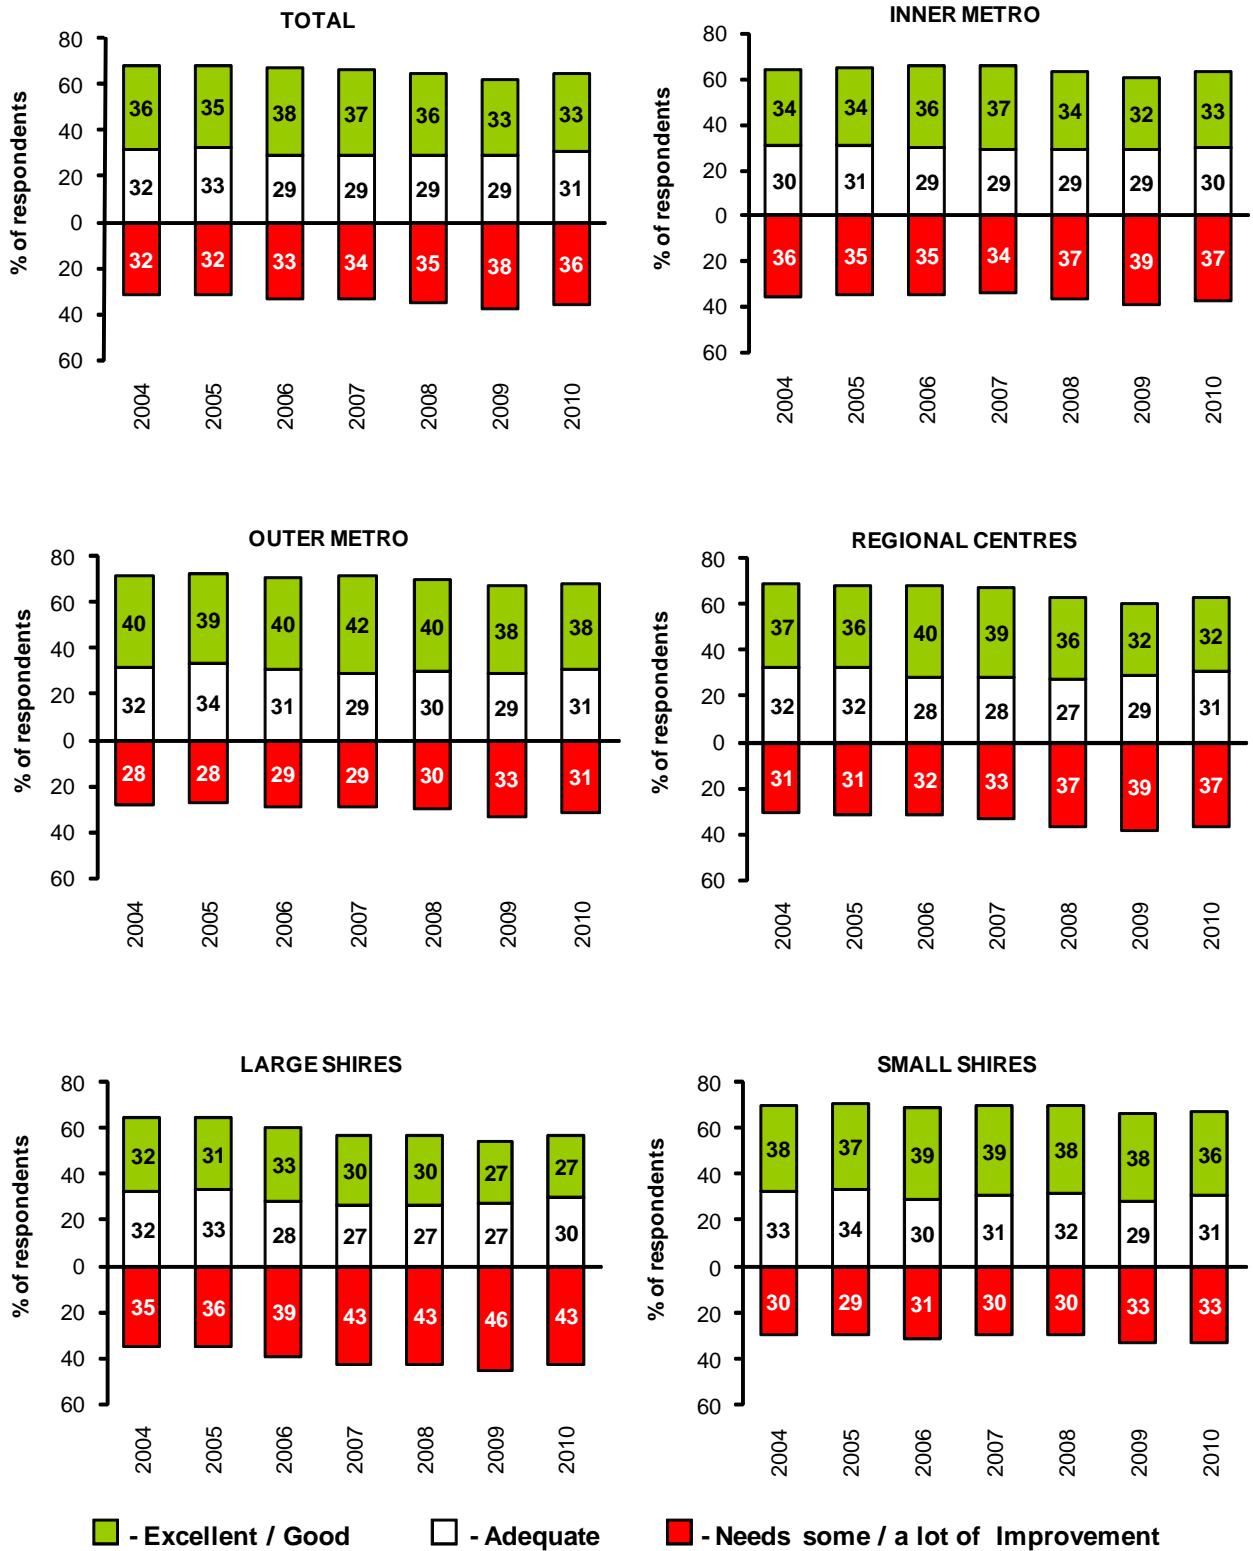 TOTAL
% of respondents
80
60
40
20
0
20
40
60
36 35 38 37 36 33 33
32 33 29 29 29 29 31
32 32 33 34 35 38 36
2004 2005 2006 2007 2008 2009 2010
INNER METRO
% of respondents
80
60
40
20
0
20
40
60
34 34 36 37 34 32 33
30 31 29 29 29 29 30
36 35 35 34 37 39 37
2004 2005 2006 2007 2008 2009 2010
OUTER METRO
% of respondents
80
60
40
20
0
20
40
60
40 39 40 42 40 38 38
32 34 31 29 30 29 31
28 28 29 29 30 33 31
2004 2005 2006 2007 2008 2009 2010
REGIONAL CENTRES
% of respondents
80
60
40
20
0
20
40
60
37 36 40 39 36 32 32
32 32 28 28 27 29 31
31 31 32 33 37 39 37
2004 2005 2006 2007 2008 2009 2010
LARGE SHIRES
% of respondents
80
60
40
20
0
20
40
60
32 31 33 30 30 27 27
32 33 28 27 27 27 30
35 36 39 43 43 46 43
2004 2005 2006 2007 2008 2009 2010
SMALL SHIRES
% of respondents
80
60
40
20
0
20
40
60
38 37 39 39 38 38 36
33 34 30 31 32 29 31
30 29 31 30 30 33 33
2004 2005 2006 2007 2008 2009 2010
- Excellent / Good - Adequate - Needs some / a lot of Improvement